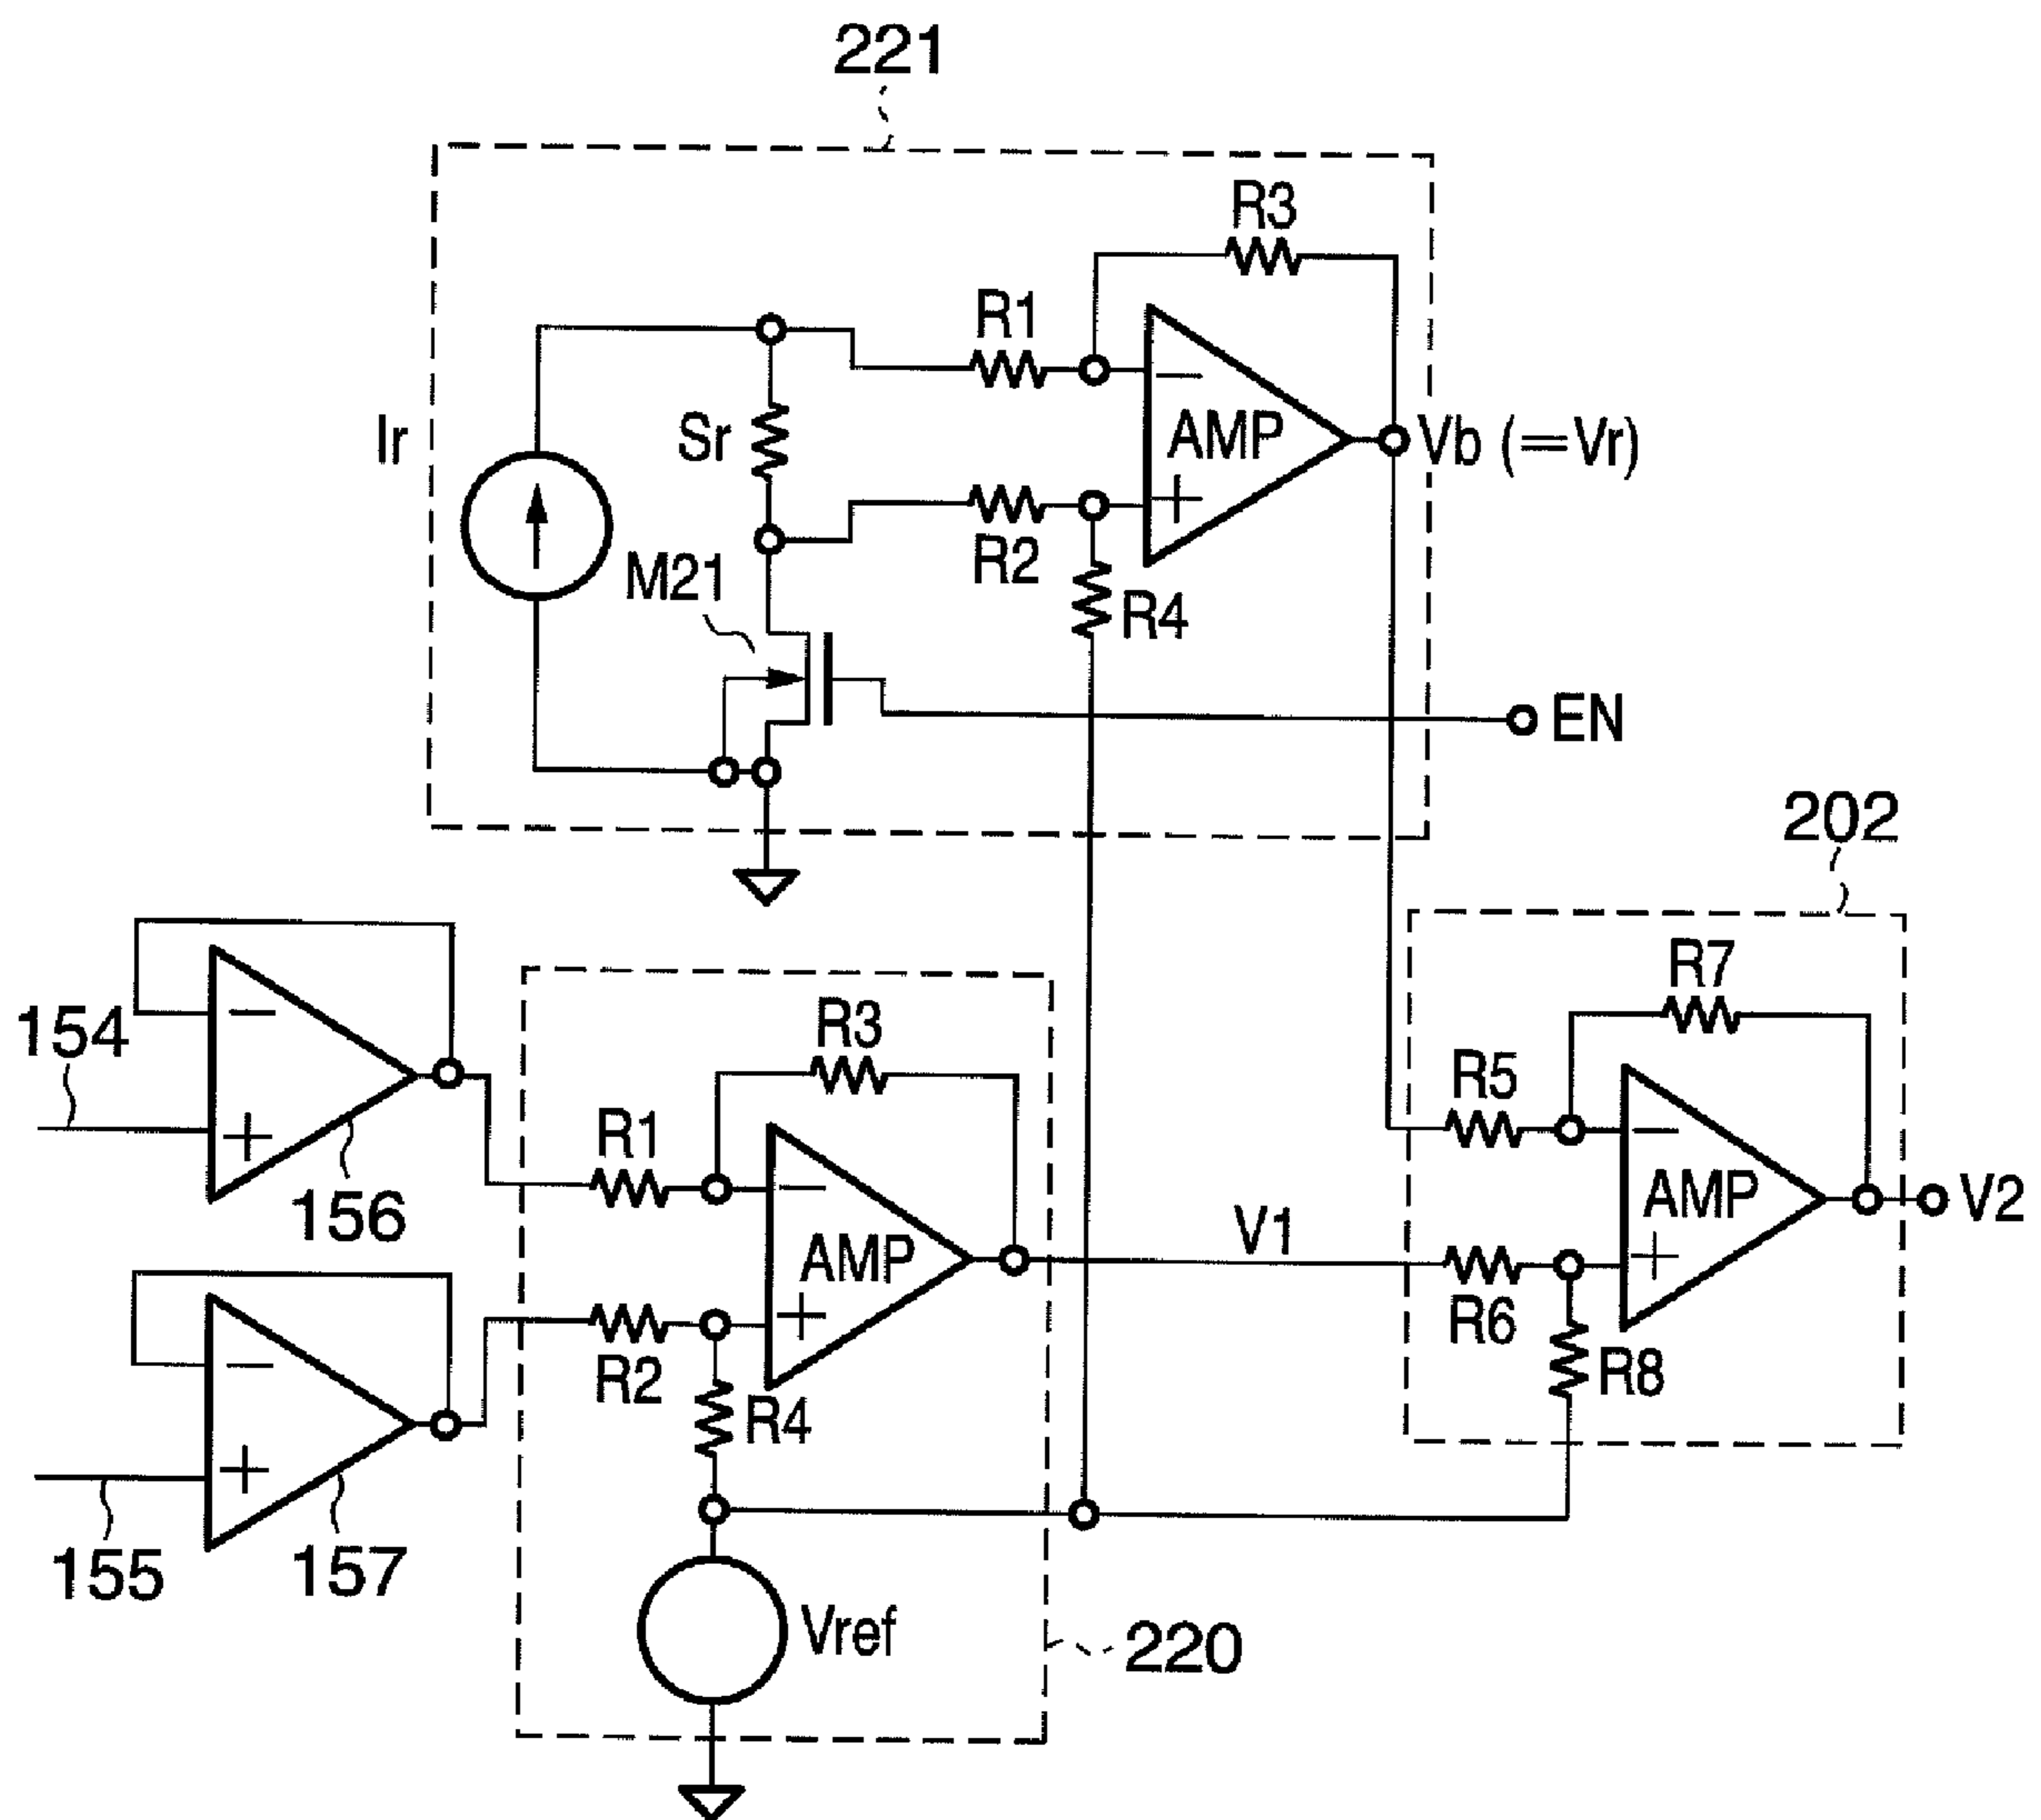 221
R3
R1
Ir
Sr
AMP
Vb (=Vr)
M21
R2
R4
EN
202
R7
154
R3
R5
R1
AMP
156
AMP
V1
V2
R6
R2
R4
R8
155
157
Vref
220